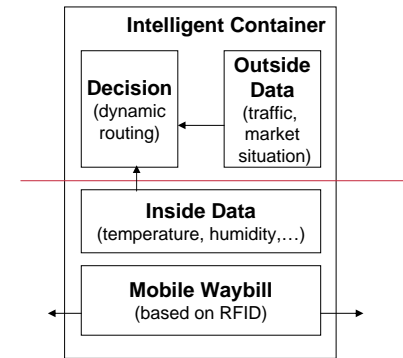 Intelligent Container
Decision
(dynamic
routing)
Outside
Data
(traffic,
market
situation)
Inside Data
(temperature, humidity,...)
Mobile Waybill
(based on RFID)